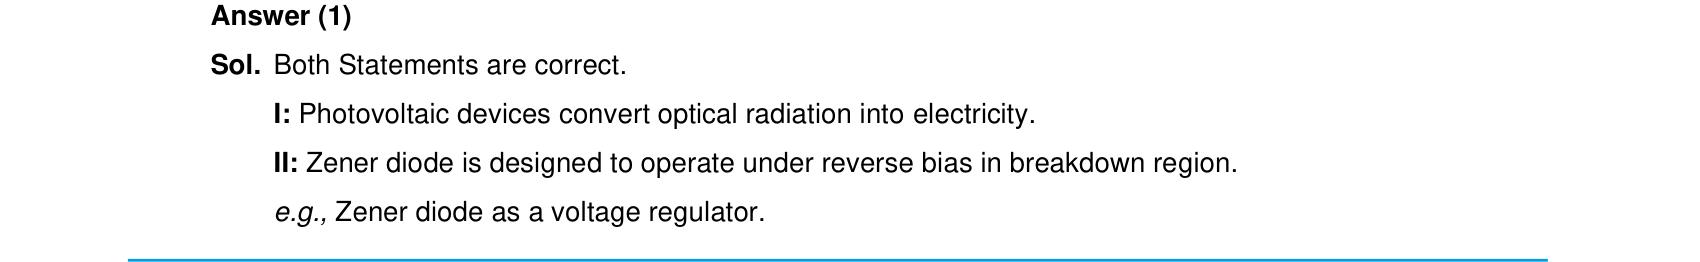 Answer (1)
Sol. Both Statements are correct.
I: Photovoltaic devices convert optical radiation into electricity.
II: Zener diode is designed to operate under reverse bias in breakdown region.
e.g., Zener diode as a voltage regulator.